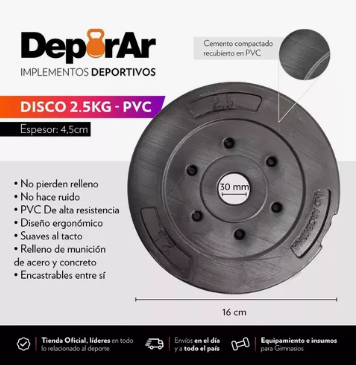 DeporAr
IMPLEMENTOS DEPORTIVOS
Cemento compactado
recubierto en PVC
DISCO 2.5KG - PVC
Espesor: 4,5cm
2.5
30 mm
• No pierden relleno
• No hace ruido
• PVC De alta resistencia
• Diseño ergonómico
• Suaves al tacto
• Relleno de munición
de acero y concreto
• Encastrables entre sí
16 cm
Tienda Oficial, líderes en todo
lo relacionado al deporte
Envíos en el día
y a todo el país
Equipamiento e insumos
para Gimnasios